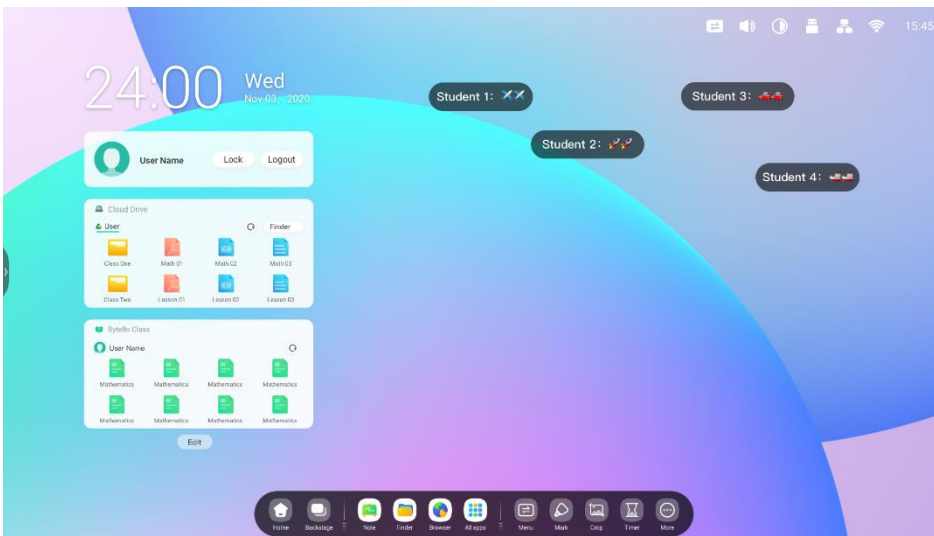 15:45
24:00
Wed
Nov 03, 2020
Student 1: ✈️✈️
Student 3: 🚗🚗
Student 2: 🚀🚀
Student 4: 🚢🚢
User Name
Lock
Logout
Cloud Drive
User
Finder
Class One
Math 01
Math 02
Math 03
Class Two
Lesson 01
Lesson 02
Lesson 03
Bytello Class
User Name
Mathematics
Mathematics
Mathematics
Mathematics
Mathematics
Mathematics
Mathematics
Mathematics
Edit
Home
Backstage
Note
Finder
Browser
All apps
Menu
Mark
Crop
Timer
More